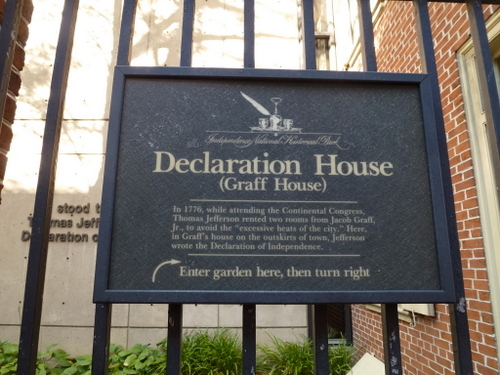 Independence National Historical Park
Declaration House
(Graff House)
In 1776, while attending the Continental Congress,
Thomas Jefferson rented two rooms from Jacob Graff,
Jr., to avoid the "excessive heats of the city." Here,
in Graff's house on the outskirts of town, Jefferson
wrote the Declaration of Independence.
Enter garden here, then turn right
stood
Declaration